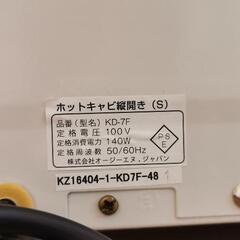 ホットキャビ縦開き (S)
品番(型名) KD-7F
定格電圧 100V
定格消費電力 140W
定格周波数 50/60Hz
株式会社オージーエヌ.ジャパン
PS
E
KZ16404-1-KD7F-48 1